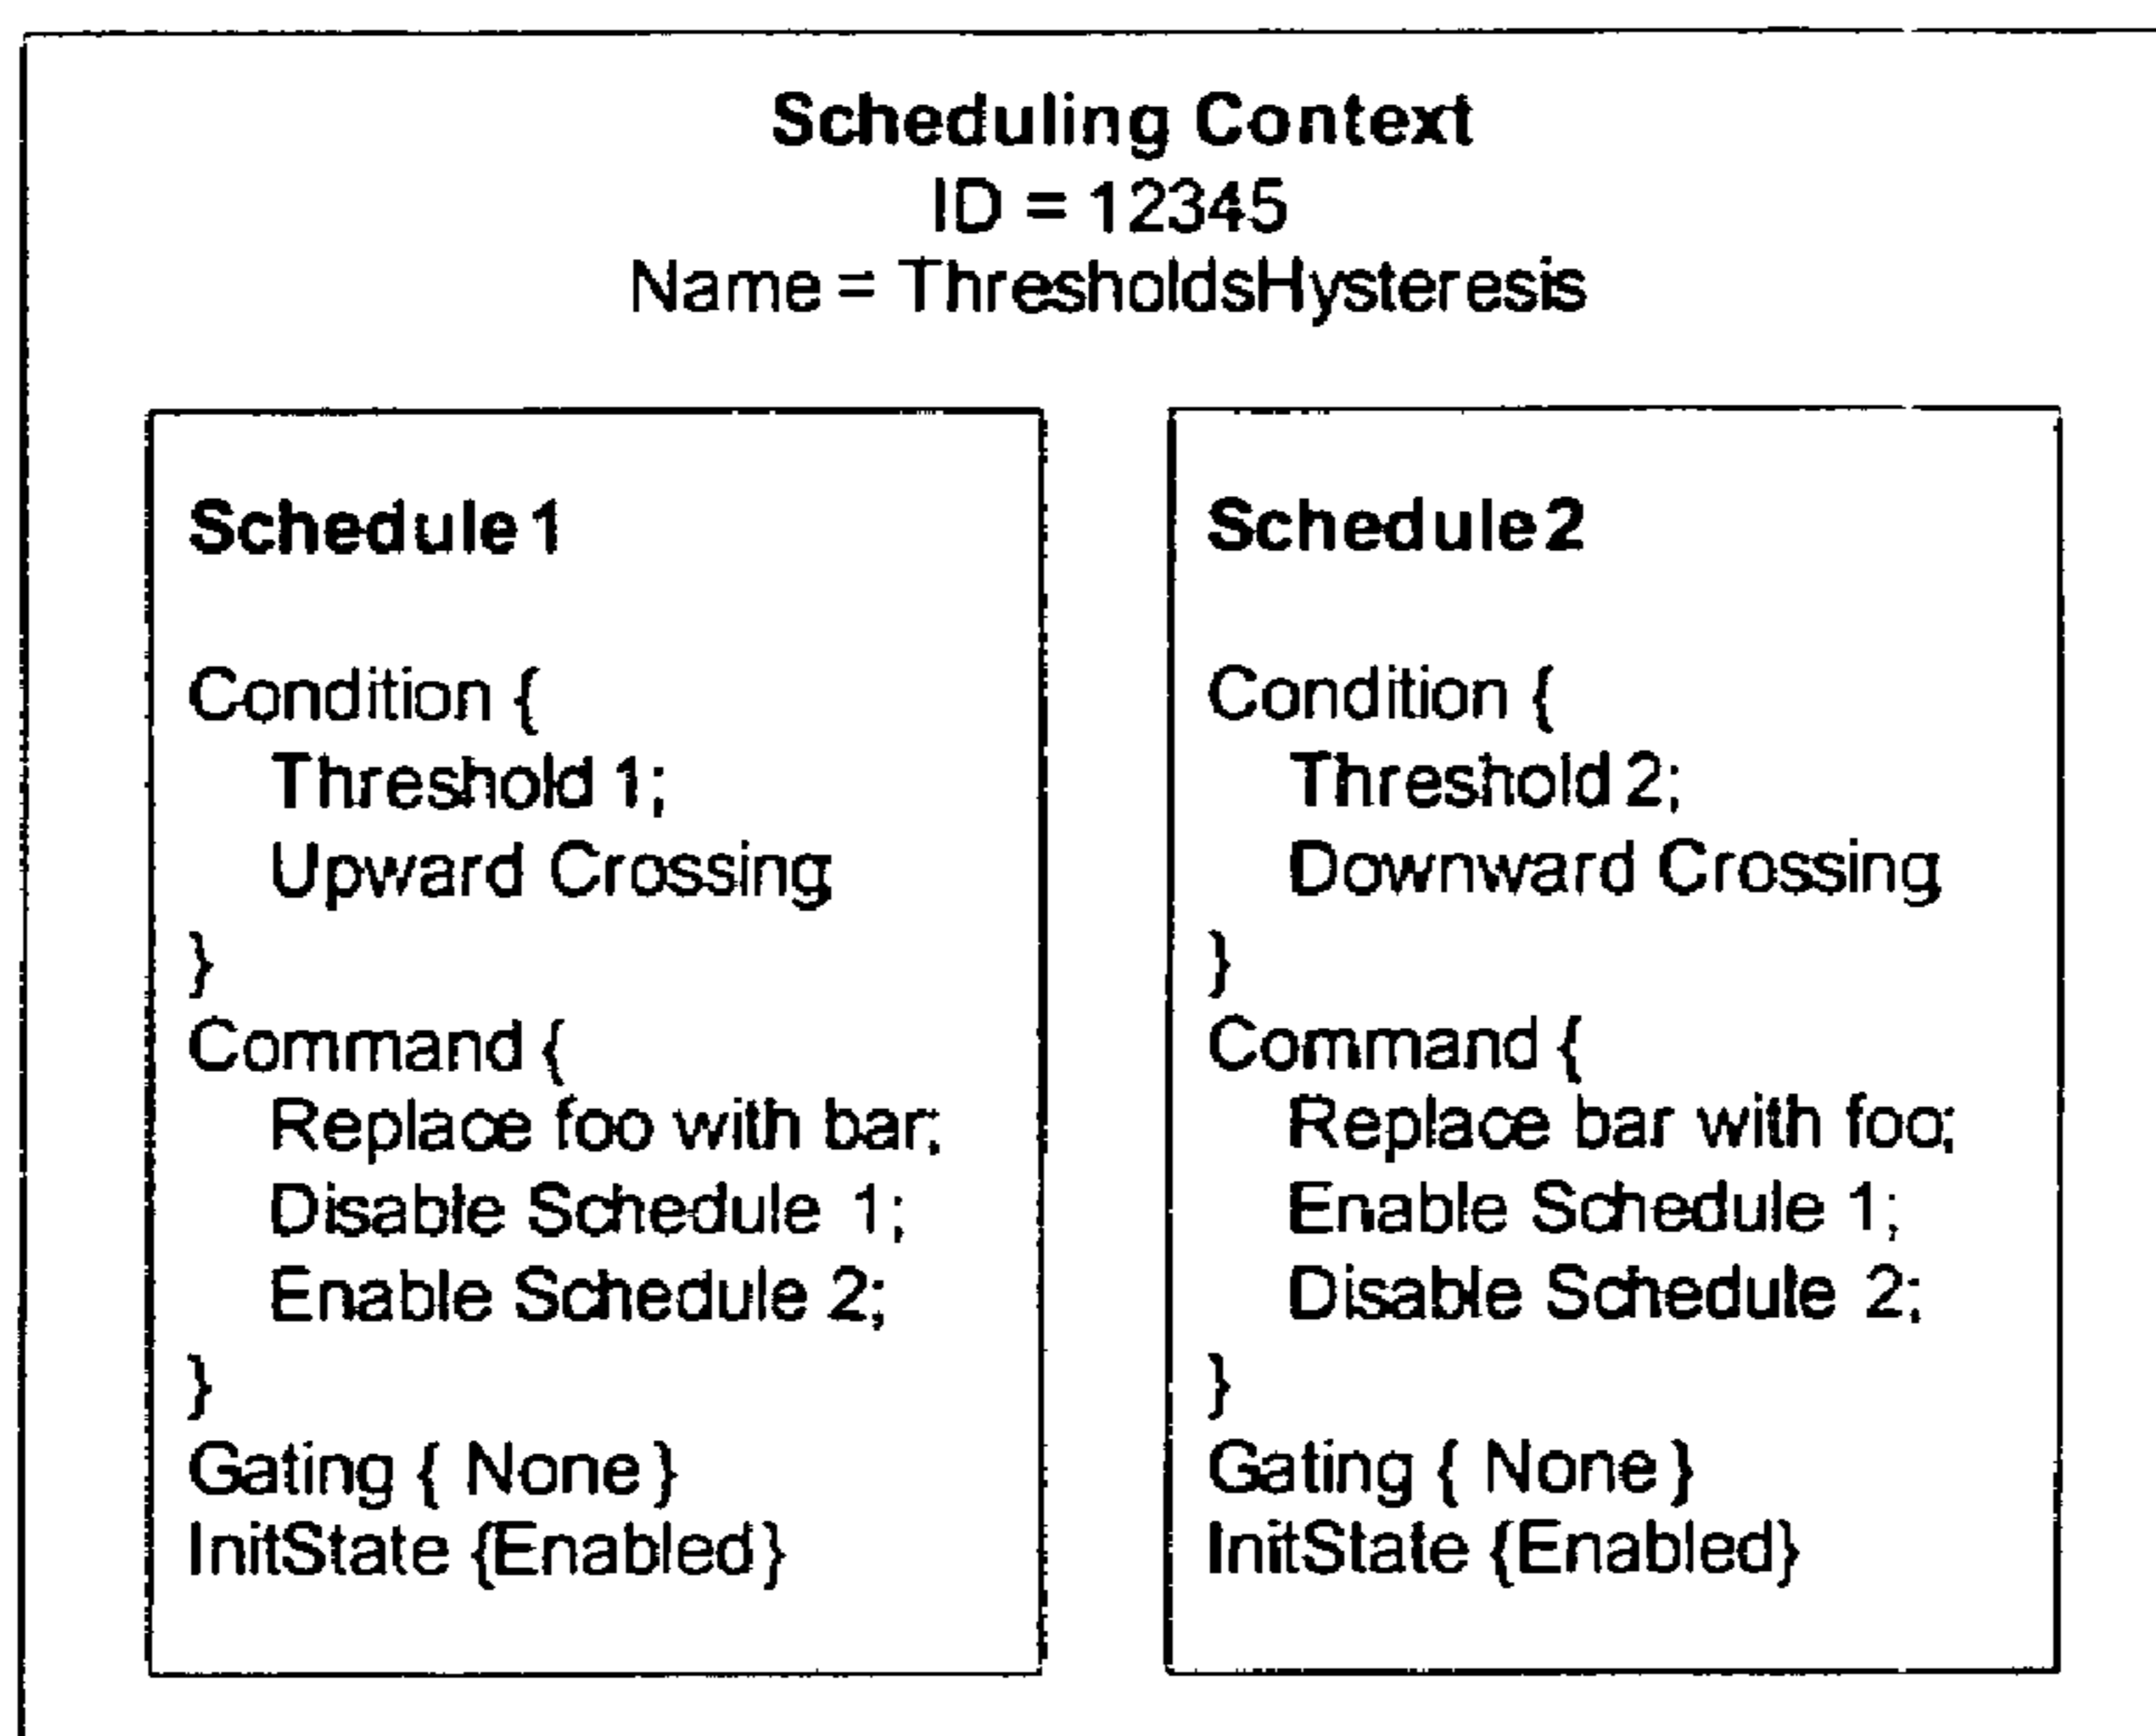 Scheduling Context
ID = 12345
Name = ThresholdsHysteresis
Schedule 1
Condition {
Threshold 1;
Upward Crossing
}
Command {
Replace foo with bar;
Disable Schedule 1;
Enable Schedule 2;
}
Gating { None }
InitState {Enabled}
Schedule 2
Condition {
Threshold 2;
Downward Crossing
}
Command {
Replace bar with foo;
Enable Schedule 1;
Disable Schedule 2;
}
Gating { None }
InitState {Enabled}